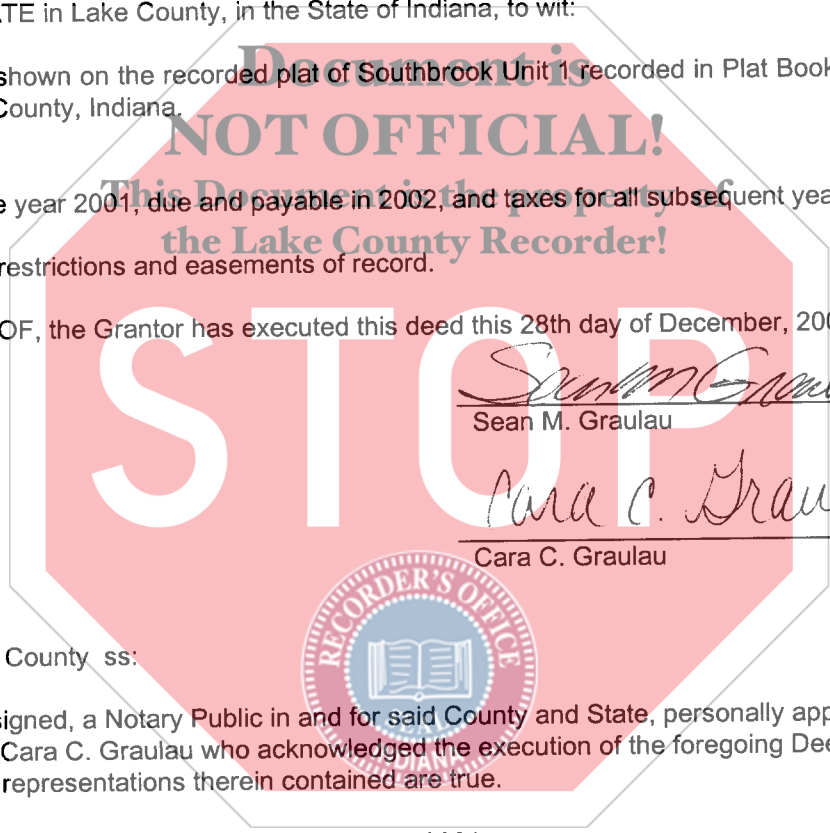 TE in Lake County, in the State of Indiana, to wit:
Document is
shown on the recorded plat of Southbrook Unit 1 recorded in Plat Book
County, Indiana.
NOT OFFICIAL!
This Document is the property of
e year 2001, due and payable in 2002, and taxes for all subsequent yea
the Lake County Recorder!
restrictions and easements of record.
OF, the Grantor has executed this deed this 28th day of December, 200
STOP
Sean M Grau
Sean M. Graulau
Cara C. Grau
Cara C. Graulau
RECORDER'S OFFICE
County ss:
signed, a Notary Public in and for said County and State, personally app
Cara C. Graulau who acknowledged the execution of the foregoing Dee
INDIANA
representations therein contained are true.